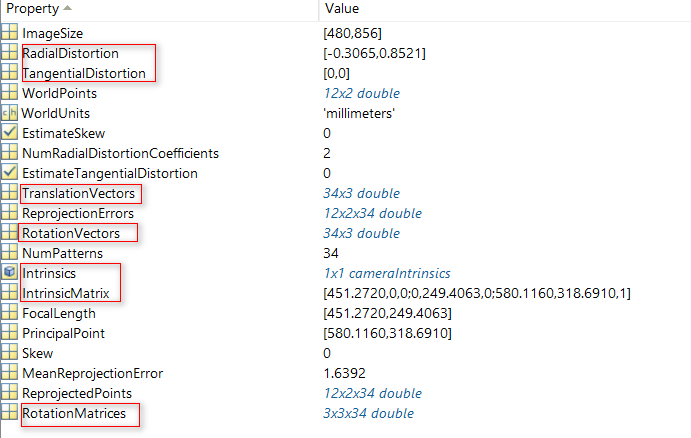 Property Value
ImageSize [480,856]
RadialDistortion [-0.3065,0.8521]
TangentialDistortion [0,0]
WorldPoints 12x2 double
ch WorldUnits 'millimeters'
EstimateSkew 0
NumRadialDistortionCoefficients 2
EstimateTangentialDistortion 0
TranslationVectors 34x3 double
ReprojectionErrors 12x2x34 double
RotationVectors 34x3 double
NumPatterns 34
Intrinsics 1x1 cameraIntrinsics
IntrinsicMatrix [451.2720,0,0;0,249.4063,0;580.1160,318.6910,1]
FocalLength [451.2720,249.4063]
PrincipalPoint [580.1160,318.6910]
Skew 0
MeanReprojectionError 1.6392
ReprojectedPoints 12x2x34 double
RotationMatrices 3x3x34 double